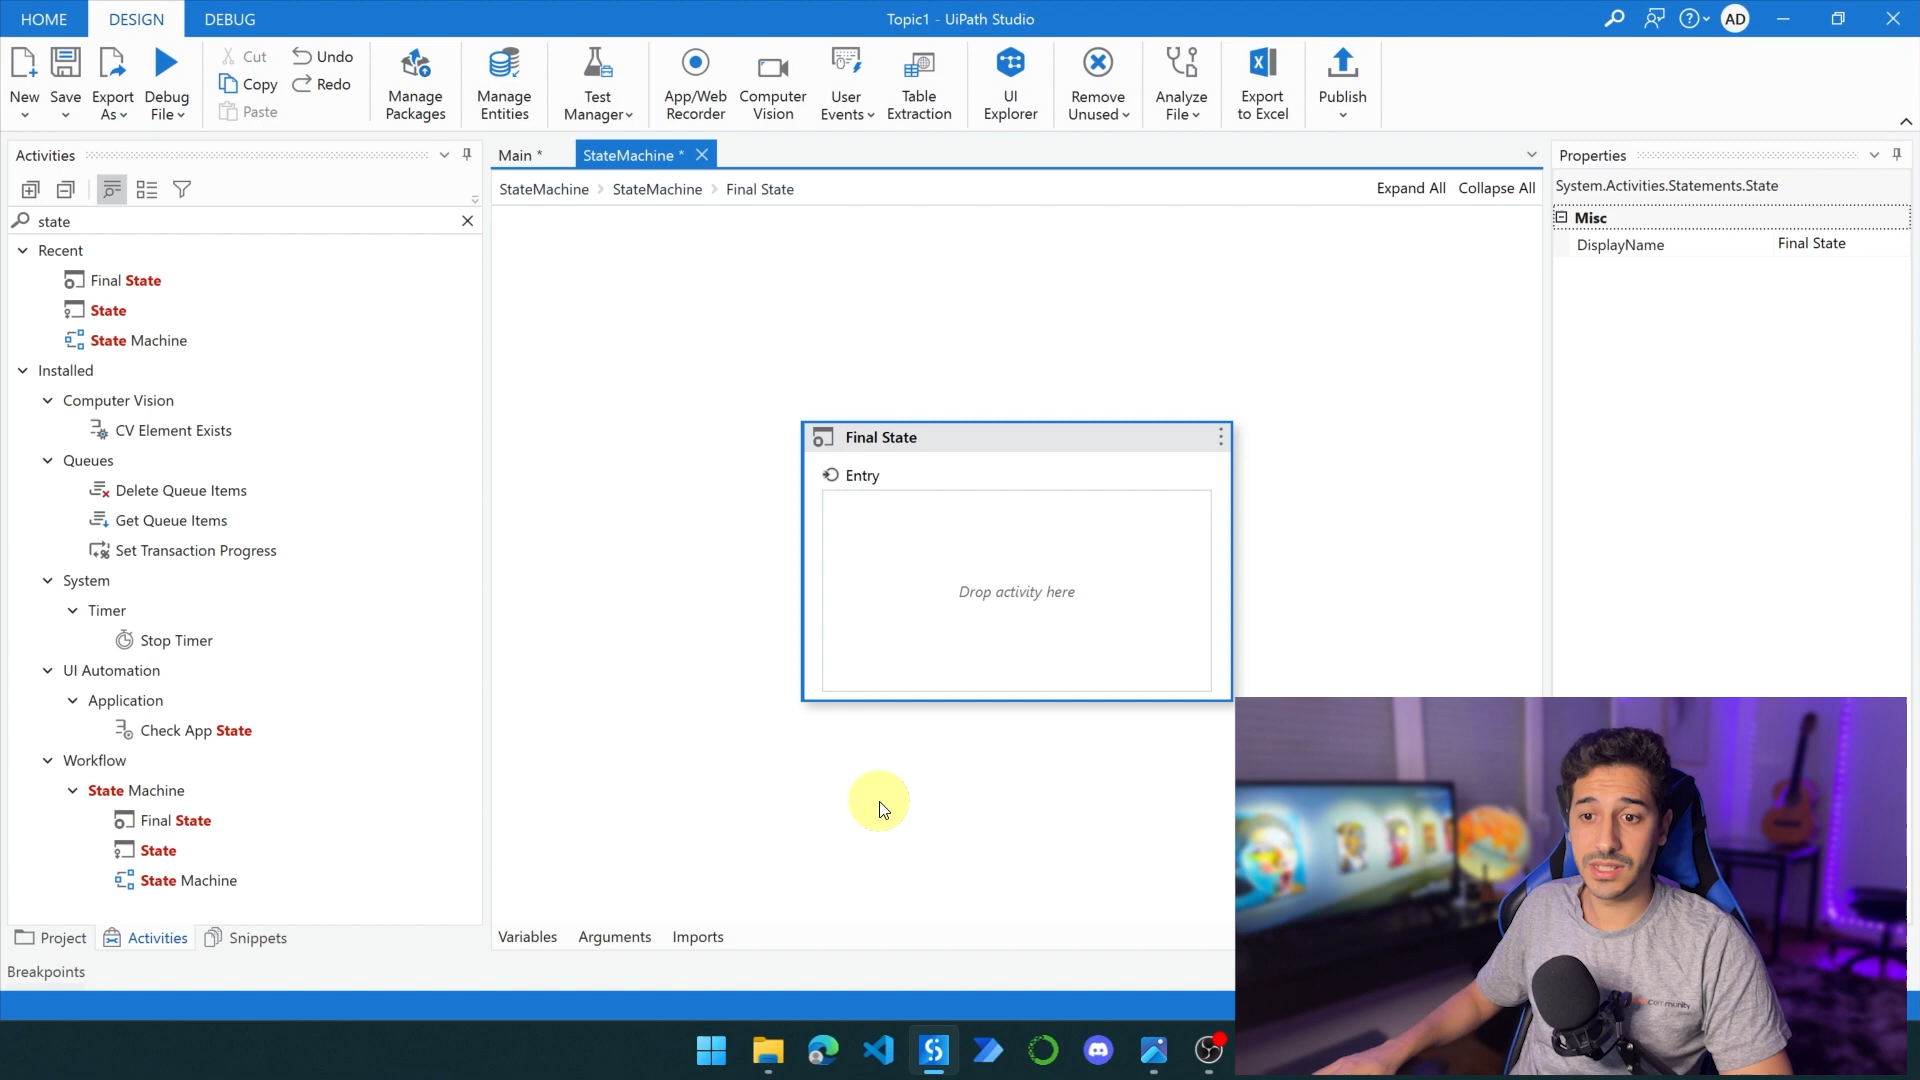 HOME
DESIGN
DEBUG
Topic1 - UiPath Studio
AD
New
Save
Export As
Debug File
Cut
Copy
Paste
Undo
Redo
Manage Packages
Manage Entities
Test Manager
App/Web Recorder
Computer Vision
User Events
Table Extraction
UI Explorer
Remove Unused
Analyze File
Export to Excel
Publish
Activities
state
Recent
Final State
State
State Machine
Installed
Computer Vision
CV Element Exists
Queues
Delete Queue Items
Get Queue Items
Set Transaction Progress
System
Timer
Stop Timer
UI Automation
Application
Check App State
Workflow
State Machine
Final State
State
State Machine
Project
Activities
Snippets
Breakpoints
Main *
StateMachine *
StateMachine > StateMachine > Final State
Expand All
Collapse All
Final State
Entry
Drop activity here
Variables
Arguments
Imports
Properties
System.Activities.Statements.State
Misc
DisplayName
Final State